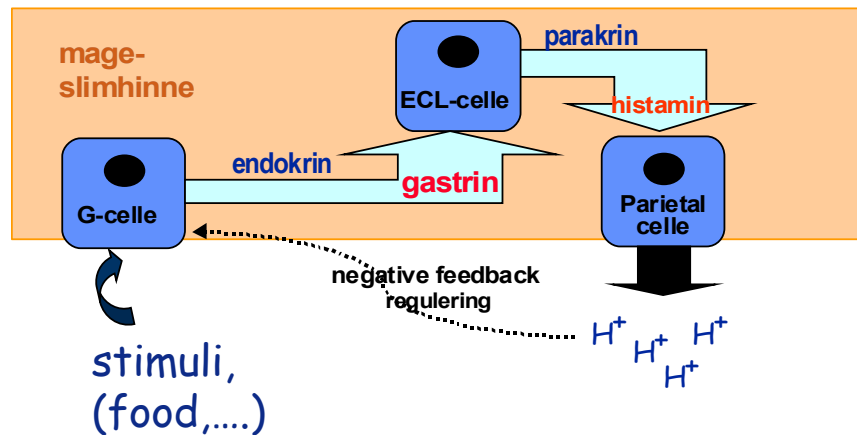 mage-
slimhinne
parakrin
ECL-celle
histamin
endokrin
gastrin
G-celle
Parietal
celle
negative feedback
regulering
H+
H+
H+
H+
stimuli,
(food,....)